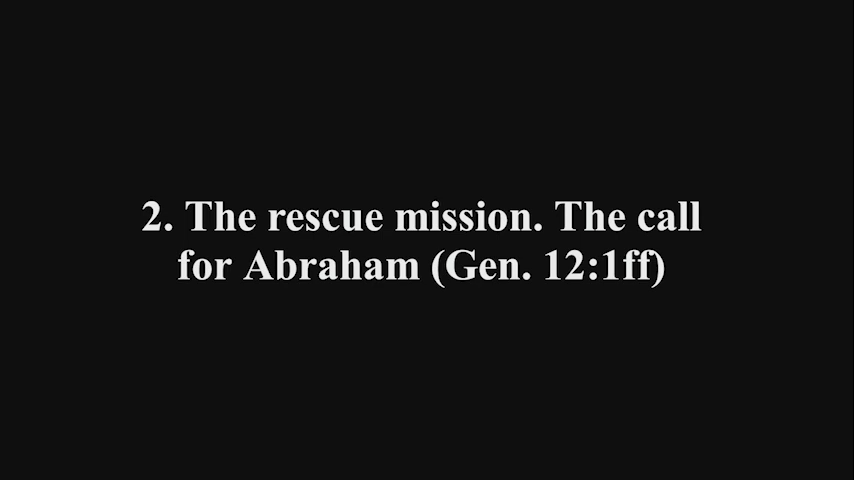 2. The rescue mission. The call
for Abraham (Gen. 12:1ff)